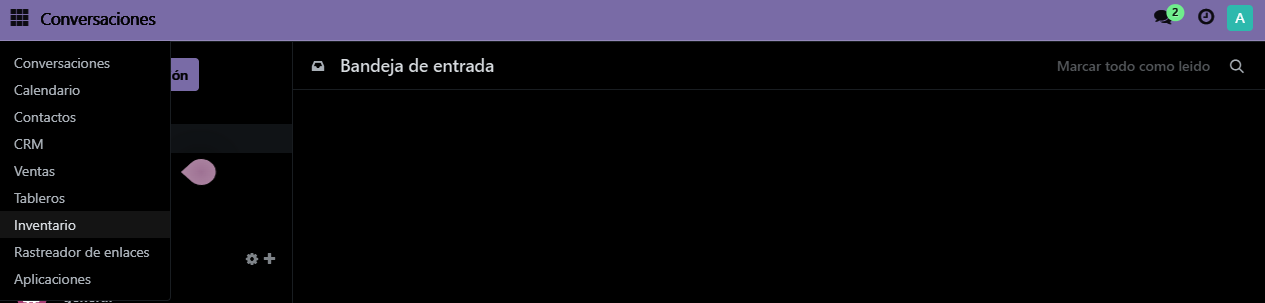 Conversaciones
2
A
Conversaciones
Calendario
Contactos
CRM
Ventas
Tableros
Inventario
Rastreador de enlaces
Aplicaciones
ón
Bandeja de entrada
Marcar todo como leido